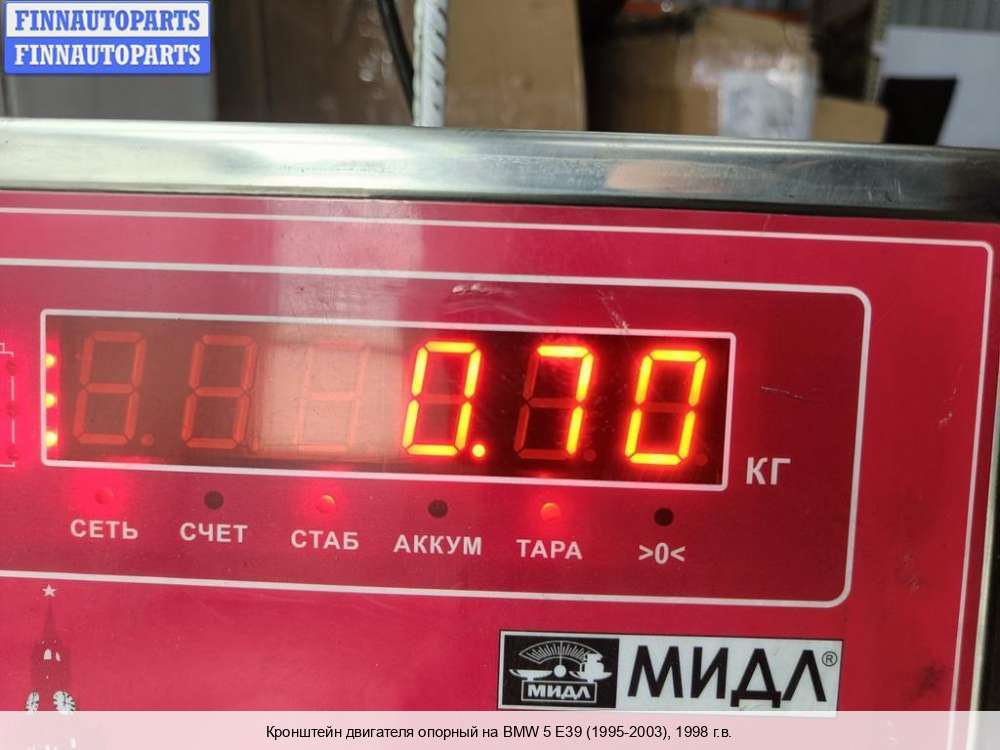 FINNAUTOPARTS
FINNAUTOPARTS
0.70
КГ
СЕТЬ СЧЕТ СТАБ АККУМ ТАРА >0<
МИДЛ МИДЛ®
Кронштейн двигателя опорный на BMW 5 E39 (1995-2003), 1998 г.в.